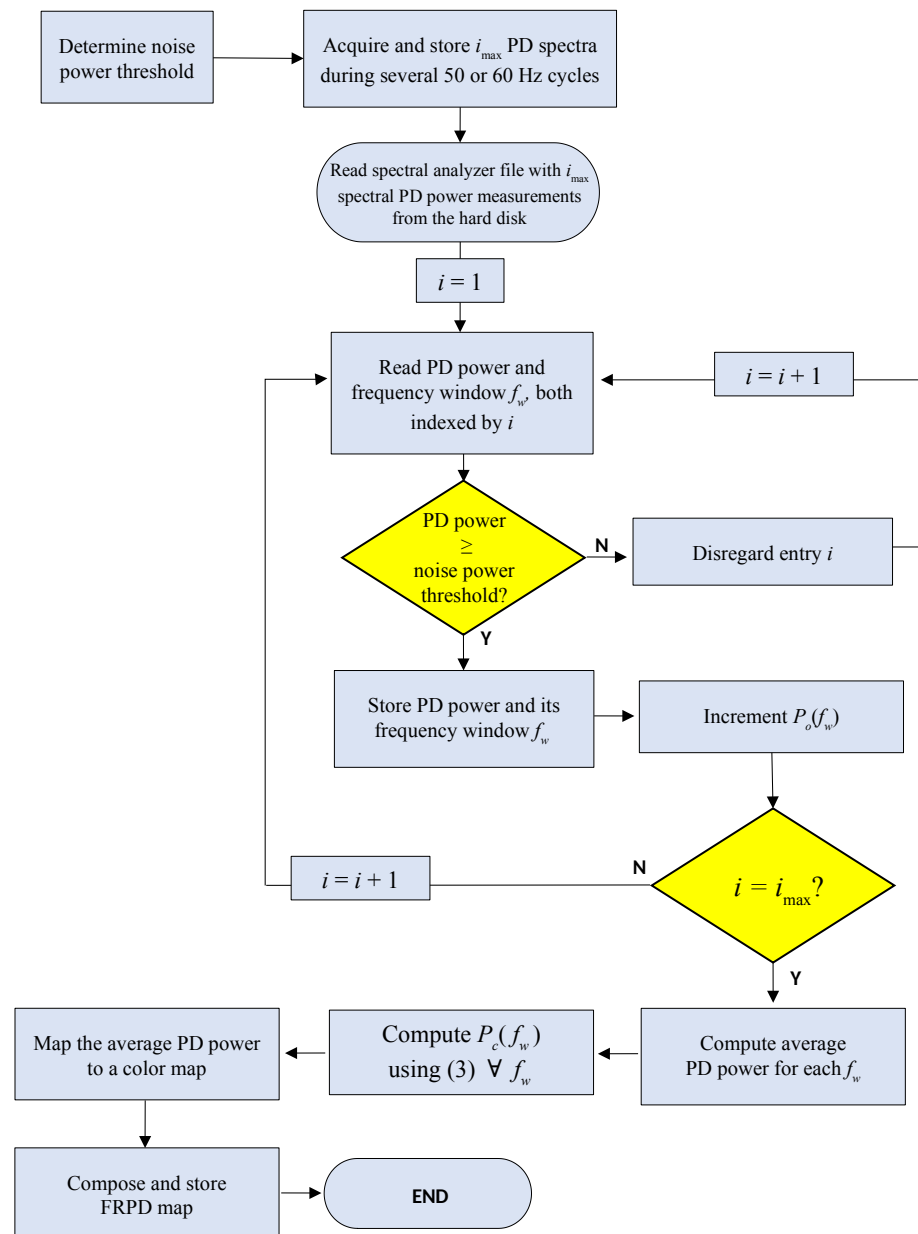 Determine noise
power threshold
Acquire and store i_max PD spectra
during several 50 or 60 Hz cycles
Read spectral analyzer file with i_max
spectral PD power measurements
from the hard disk
i = 1
Read PD power and
frequency window f_w, both
indexed by i
i = i + 1
PD power
≥
noise power
threshold?
N
Disregard entry i
Y
Store PD power and its
frequency window f_w
Increment P_o(f_w)
i = i_max?
N
i = i + 1
Y
Compute average
PD power for each f_w
Compute P_c(f_w)
using (3) ∀ f_w
Map the average PD power
to a color map
Compose and store
FRPD map
END